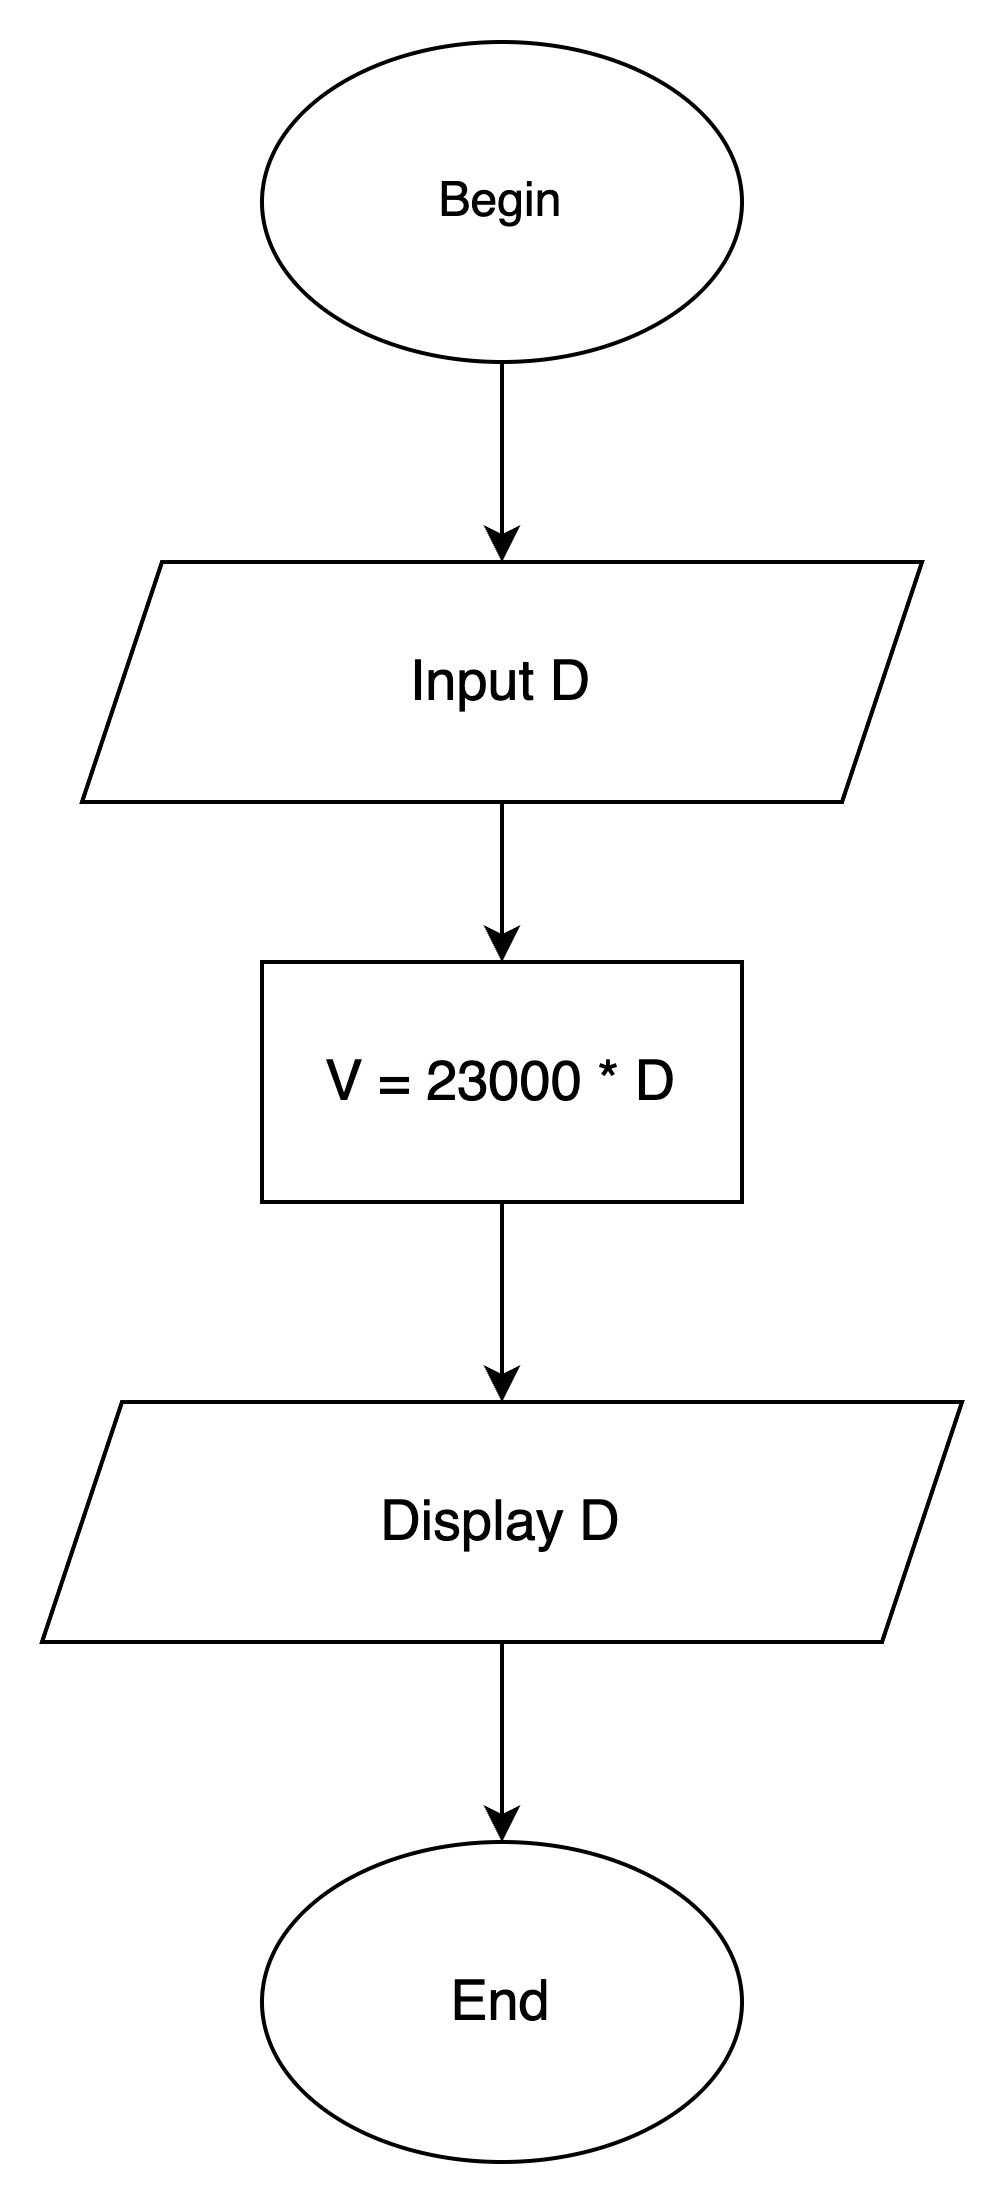 Begin
Input D
V = 23000 * D
Display D
End